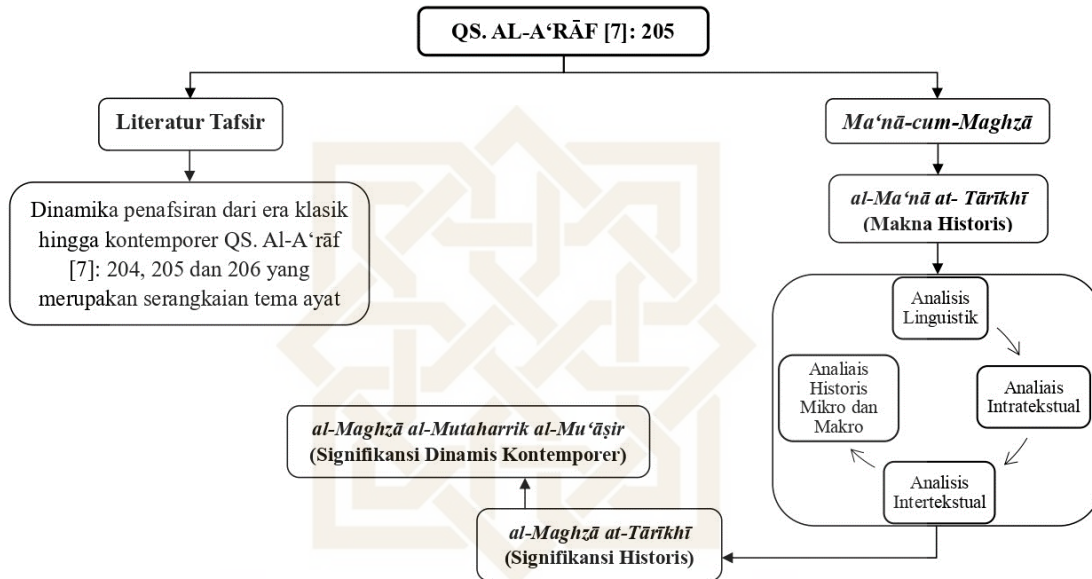 QS. AL-A‘RĀF [7]: 205
Literatur Tafsir
Dinamika penafsiran dari era klasik
hingga kontemporer QS. Al-A‘rāf
[7]: 204, 205 dan 206 yang
merupakan serangkaian tema ayat
Ma‘nā-cum-Maghzā
al-Ma‘nā at- Tārīkhī
(Makna Historis)
Analisis
Linguistik
Analiais
Intratekstual
Analisis
Intertekstual
Analiais
Historis
Mikro dan
Makro
al-Maghzā at-Tārīkhī
(Signifikansi Historis)
al-Maghzā al-Mutaharrik al-Mu‘āṣir
(Signifikansi Dinamis Kontemporer)